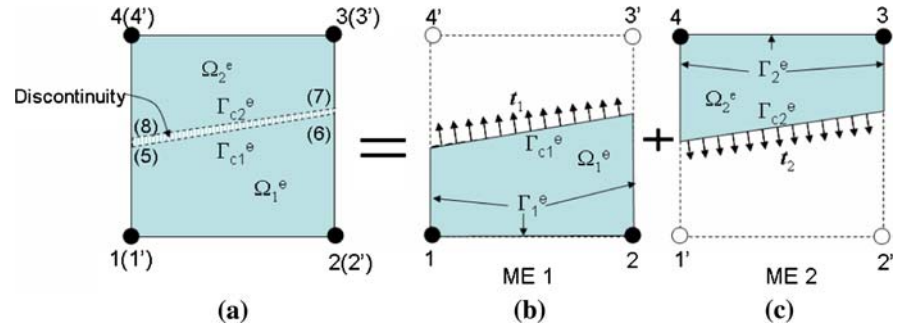 4(4') 3(3') 4' 3' 4 3
Ω₂ᵉ t₁ Γ₂ᵉ
Discontinuity Γc2ᵉ (7) Ω₂ᵉ Γc2ᵉ
(8) (6) = +
(5) Γc1ᵉ Γc1ᵉ Ω₁ᵉ t₂
Ω₁ᵉ Γ₁ᵉ
1(1') 2(2') 1 2 1' 2'
ME 1 ME 2
(a) (b) (c)